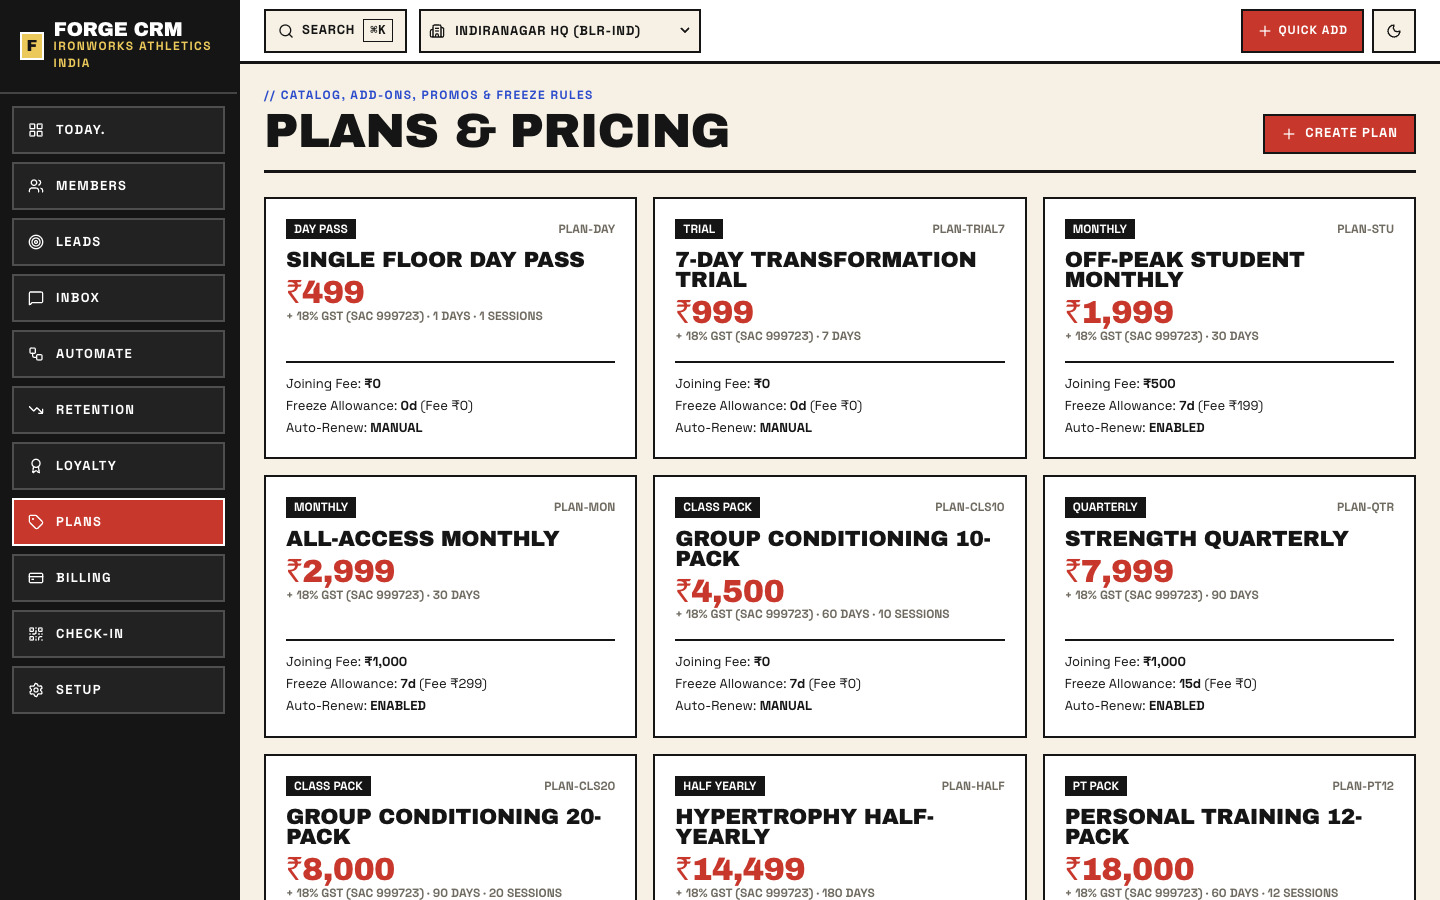 F
FORGE CRM
IRONWORKS ATHLETICS
INDIA
TODAY.
MEMBERS
LEADS
INBOX
AUTOMATE
RETENTION
LOYALTY
PLANS
BILLING
CHECK-IN
SETUP
SEARCH ⌘K
INDIRANAGAR HQ (BLR-IND)
QUICK ADD
// CATALOG, ADD-ONS, PROMOS & FREEZE RULES
PLANS & PRICING
CREATE PLAN
DAY PASS PLAN-DAY
SINGLE FLOOR DAY PASS
₹499
+ 18% GST (SAC 999723) · 1 DAYS · 1 SESSIONS
Joining Fee: ₹0
Freeze Allowance: 0d (Fee ₹0)
Auto-Renew: MANUAL
TRIAL PLAN-TRIAL7
7-DAY TRANSFORMATION
TRIAL
₹999
+ 18% GST (SAC 999723) · 7 DAYS
Joining Fee: ₹0
Freeze Allowance: 0d (Fee ₹0)
Auto-Renew: MANUAL
MONTHLY PLAN-STU
OFF-PEAK STUDENT
MONTHLY
₹1,999
+ 18% GST (SAC 999723) · 30 DAYS
Joining Fee: ₹500
Freeze Allowance: 7d (Fee ₹199)
Auto-Renew: ENABLED
MONTHLY PLAN-MON
ALL-ACCESS MONTHLY
₹2,999
+ 18% GST (SAC 999723) · 30 DAYS
Joining Fee: ₹1,000
Freeze Allowance: 7d (Fee ₹299)
Auto-Renew: ENABLED
CLASS PACK PLAN-CLS10
GROUP CONDITIONING 10-
PACK
₹4,500
+ 18% GST (SAC 999723) · 60 DAYS · 10 SESSIONS
Joining Fee: ₹0
Freeze Allowance: 7d (Fee ₹0)
Auto-Renew: MANUAL
QUARTERLY PLAN-QTR
STRENGTH QUARTERLY
₹7,999
+ 18% GST (SAC 999723) · 90 DAYS
Joining Fee: ₹1,000
Freeze Allowance: 15d (Fee ₹0)
Auto-Renew: ENABLED
CLASS PACK PLAN-CLS20
GROUP CONDITIONING 20-
PACK
₹8,000
+ 18% GST (SAC 999723) · 90 DAYS · 20 SESSIONS
HALF YEARLY PLAN-HALF
HYPERTROPHY HALF-
YEARLY
₹14,499
+ 18% GST (SAC 999723) · 180 DAYS
PT PACK PLAN-PT12
PERSONAL TRAINING 12-
PACK
₹18,000
+ 18% GST (SAC 999723) · 60 DAYS · 12 SESSIONS